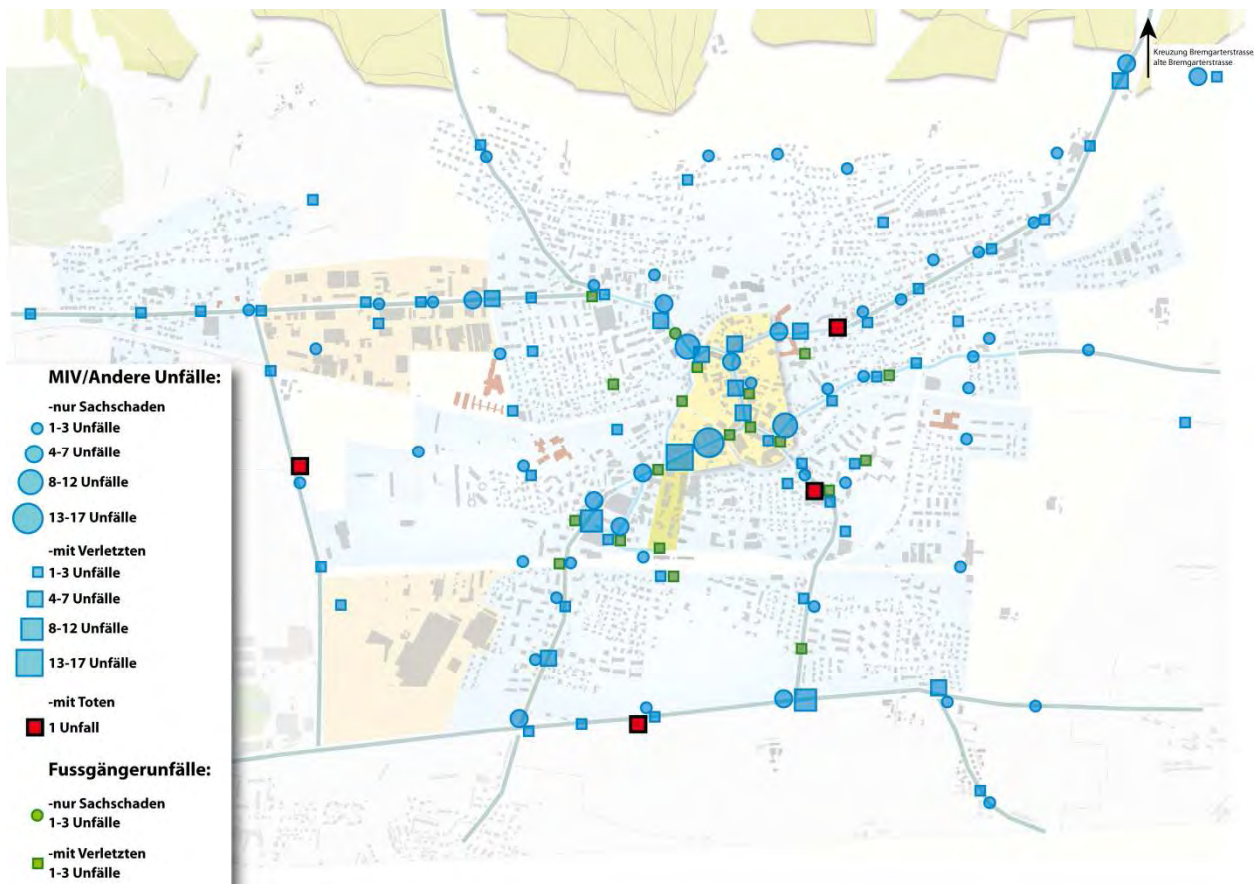 Kreuzung Bremgarterstrasse
alte Bremgarterstrasse
MIV/Andere Unfälle:
-nur Sachschaden
1-3 Unfälle
4-7 Unfälle
8-12 Unfälle
13-17 Unfälle
-mit Verletzten
1-3 Unfälle
4-7 Unfälle
8-12 Unfälle
13-17 Unfälle
-mit Toten
1 Unfall
Fussgängerunfälle:
-nur Sachschaden
1-3 Unfälle
-mit Verletzten
1-3 Unfälle